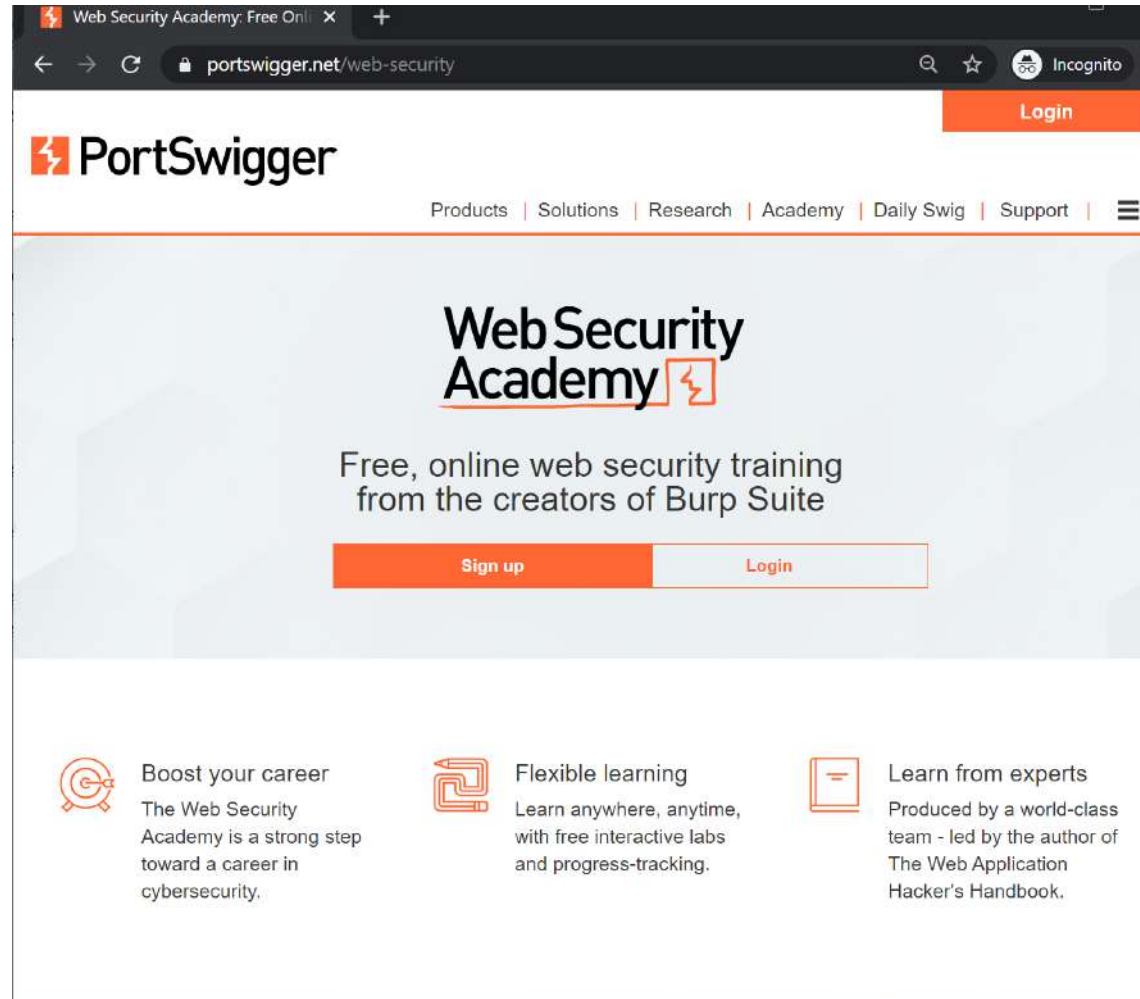 Web Security Academy: Free Onli
portswigger.net/web-security
Incognito
Login
PortSwigger
Products | Solutions | Research | Academy | Daily Swig | Support |
Web Security
Academy
Free, online web security training
from the creators of Burp Suite
Sign up
Login
Boost your career
The Web Security
Academy is a strong step
toward a career in
cybersecurity.
Flexible learning
Learn anywhere, anytime,
with free interactive labs
and progress-tracking.
Learn from experts
Produced by a world-class
team - led by the author of
The Web Application
Hacker's Handbook.